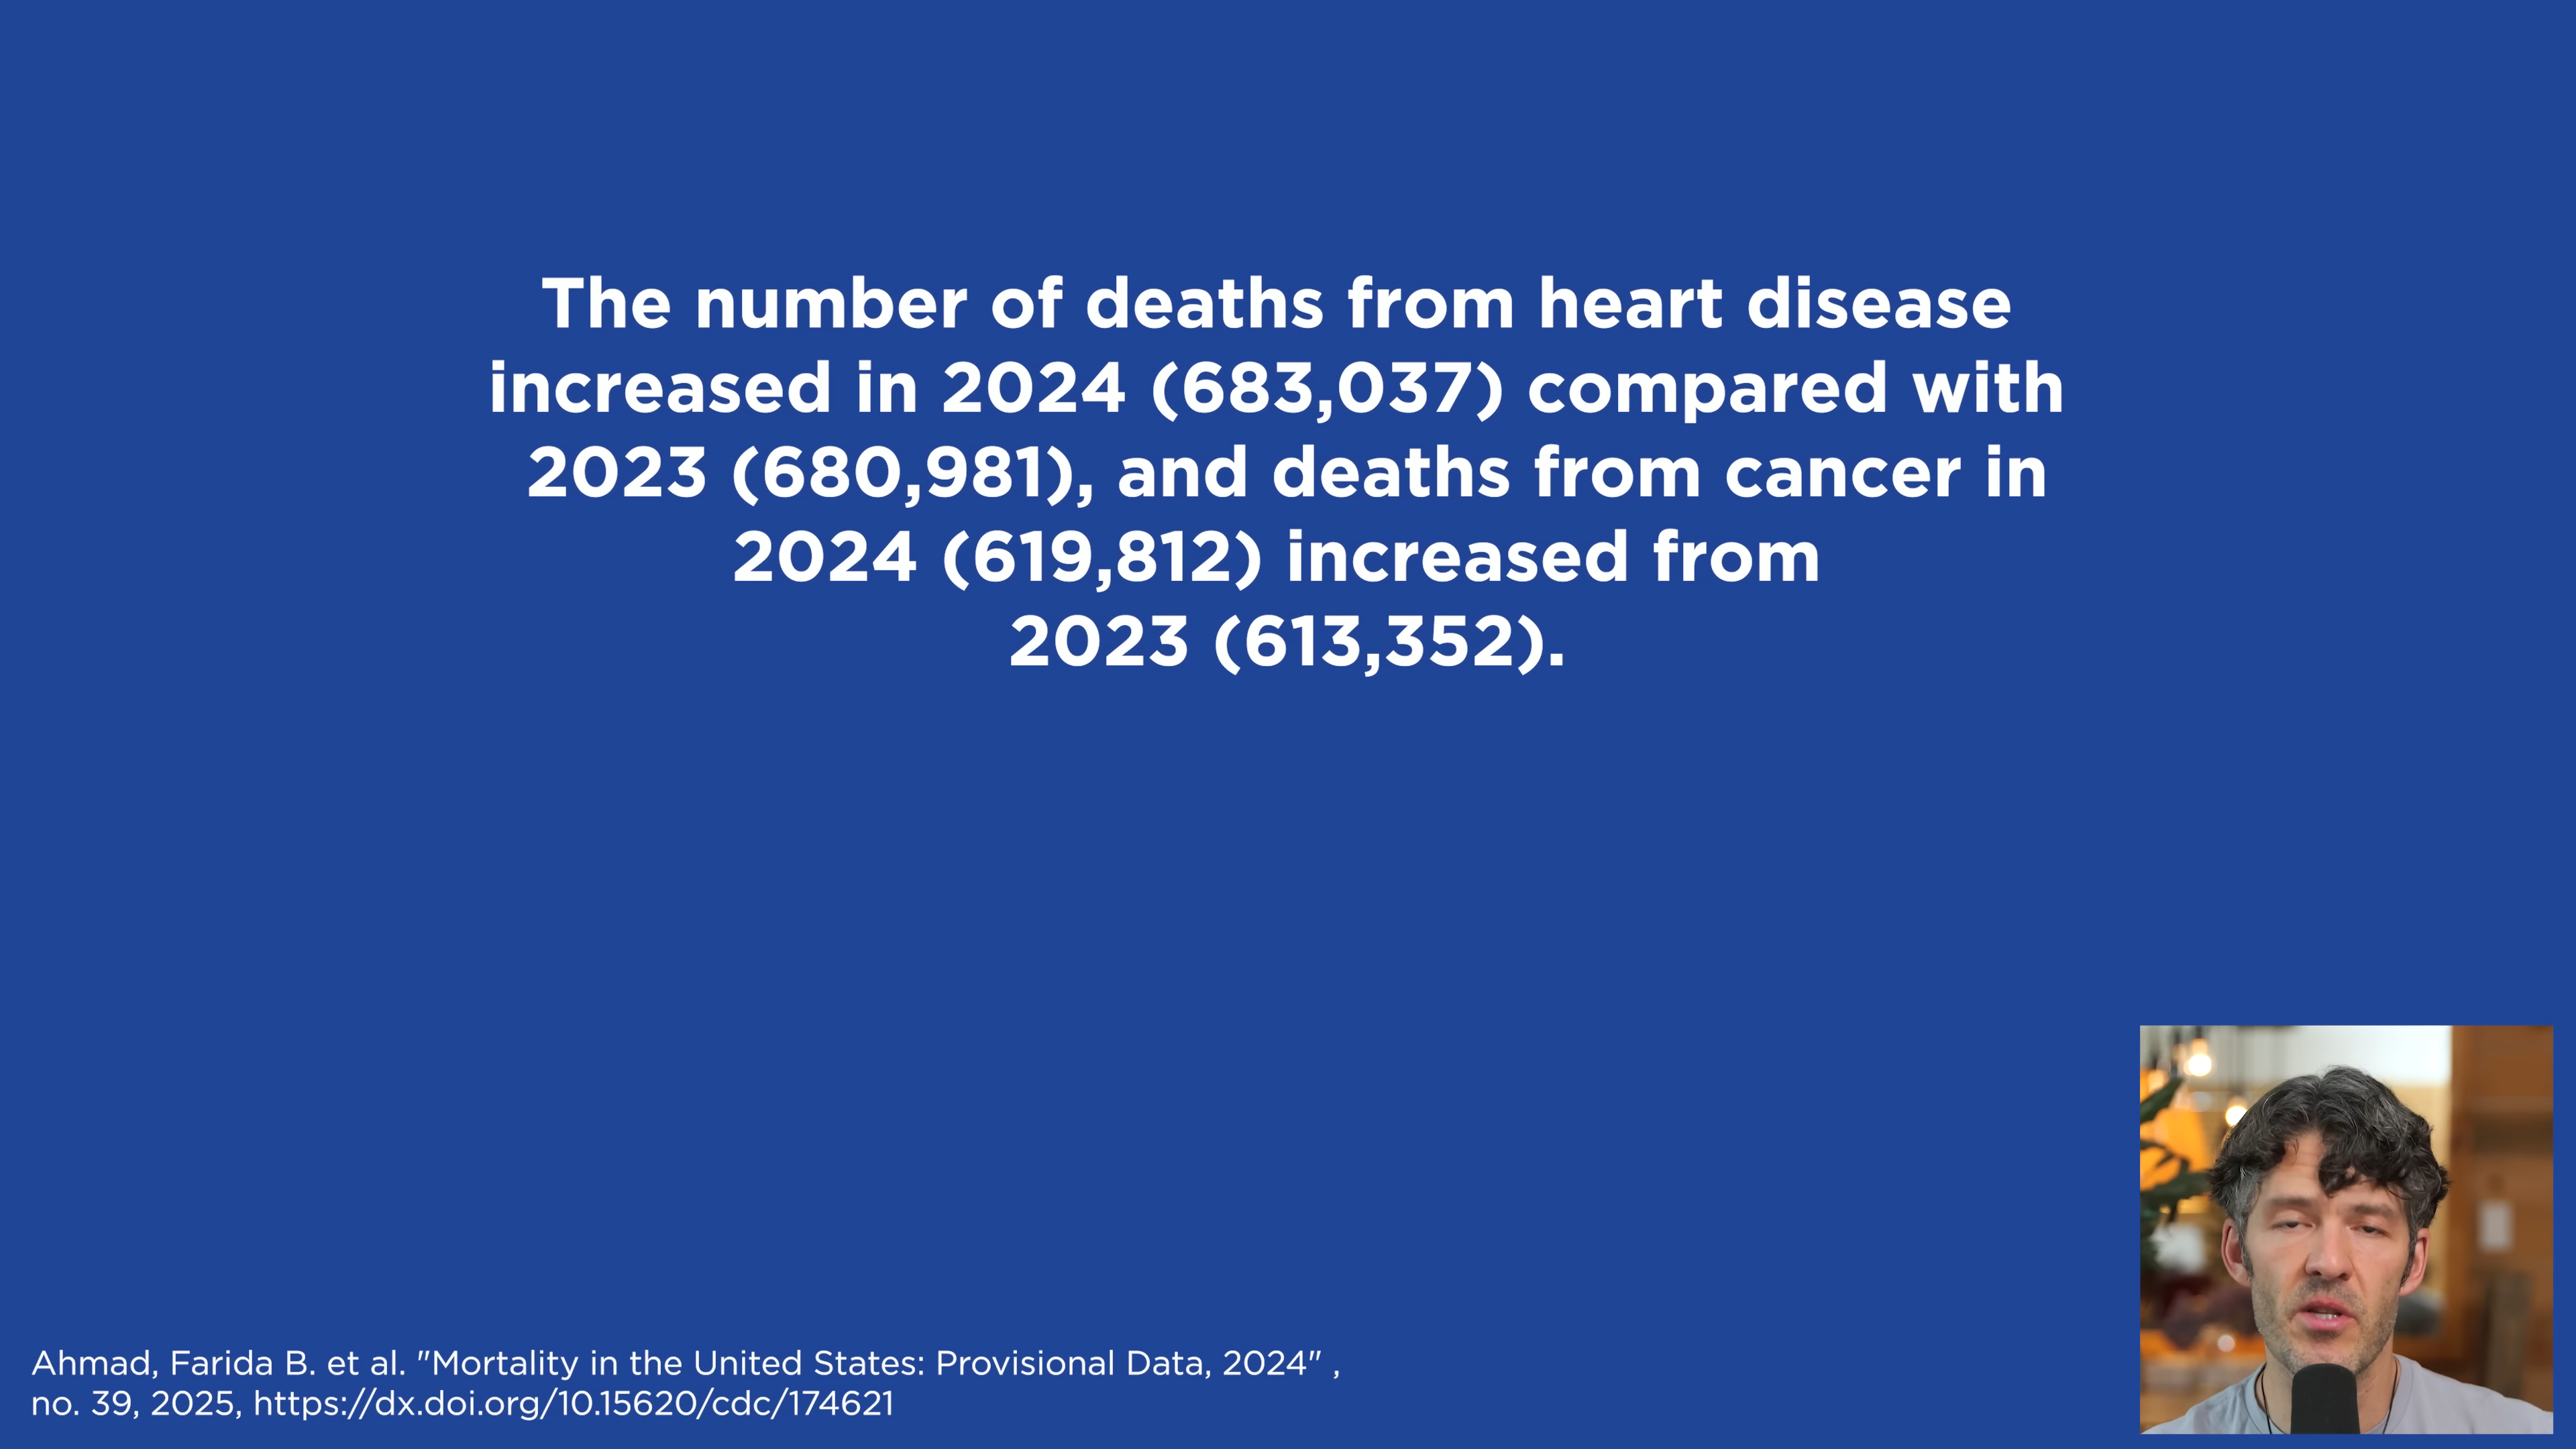 The number of deaths from heart disease
increased in 2024 (683,037) compared with
2023 (680,981), and deaths from cancer in
2024 (619,812) increased from
2023 (613,352).
Ahmad, Farida B. et al. "Mortality in the United States: Provisional Data, 2024" ,
no. 39, 2025, https://dx.doi.org/10.15620/cdc/174621